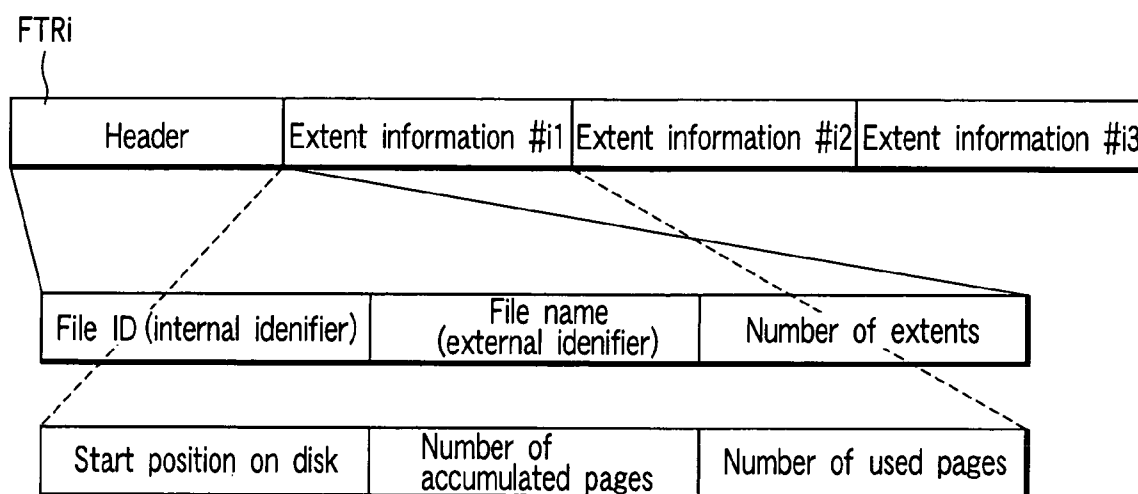 FTRi
Header
Extent information #i1
Extent information #i2
Extent information #i3
File ID (internal idenifier)
File name
(external idenifier)
Number of extents
Start position on disk
Number of
accumulated pages
Number of used pages